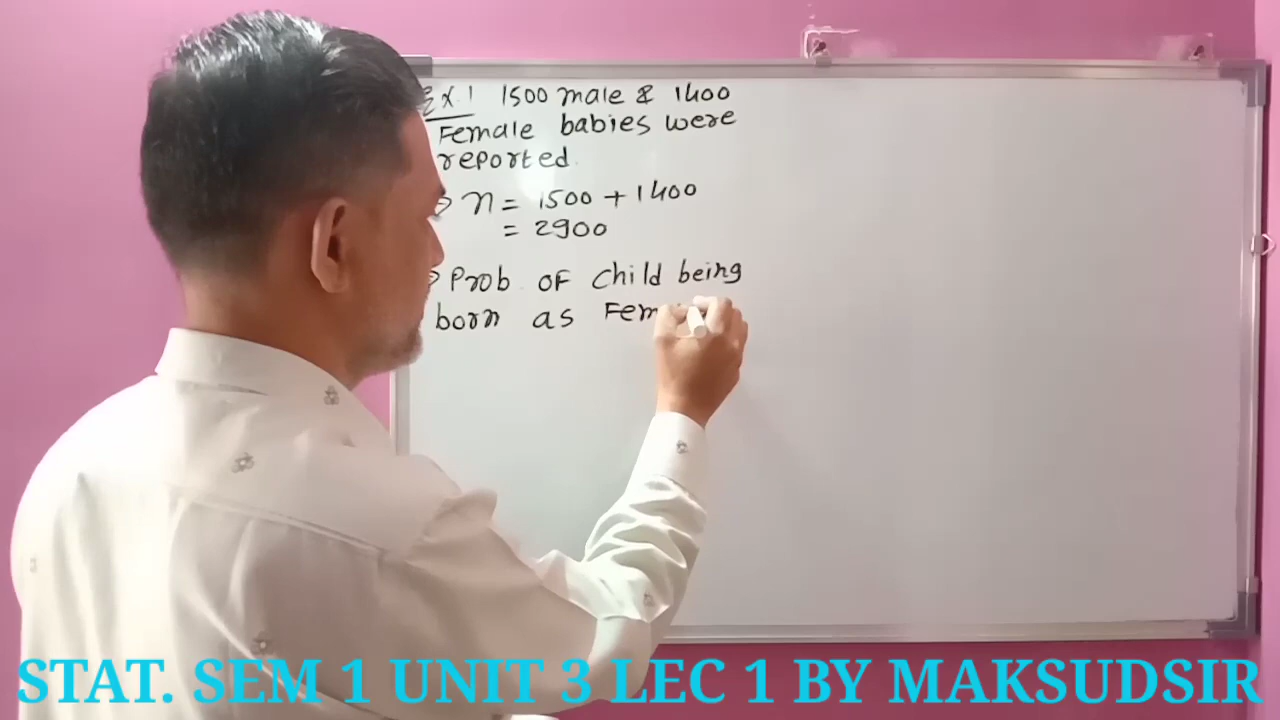 Ex.1 1500 male & 1400
Female babies were
reported.
n = 1500 + 1400
= 2900
Prob. OF Child being
born as Fem
STAT. SEM 1 UNIT 3 LEC 1 BY MAKSUDSIR